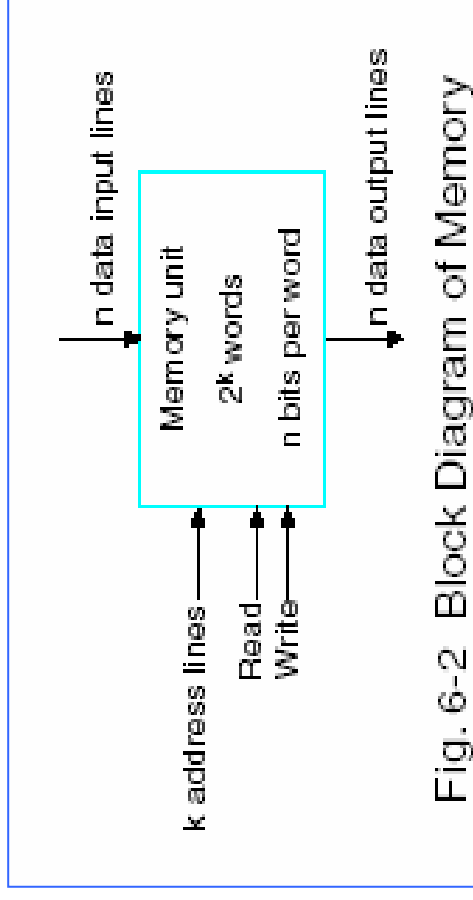 n data input lines
k address lines
Read
Write
Memory unit
2ᵏ words
n bits per word
n data output lines
Fig. 6-2 Block Diagram of Memory